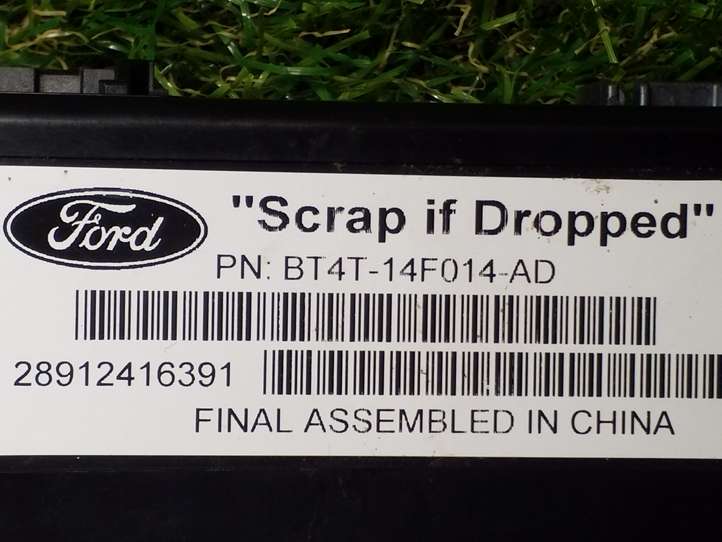 Ford
"Scrap if Dropped"
PN: BT4T-14F014-AD
28912416391
FINAL ASSEMBLED IN CHINA